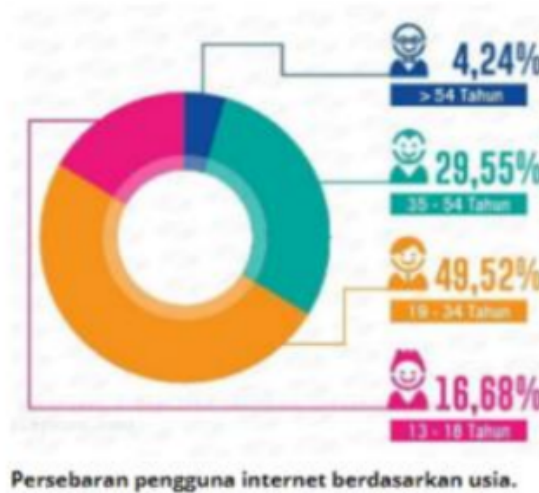 4,24%
> 54 Tahun
29,55%
35 - 54 Tahun
49,52%
19 - 34 Tahun
16,68%
13 - 18 Tahun
Persebaran pengguna internet berdasarkan usia.